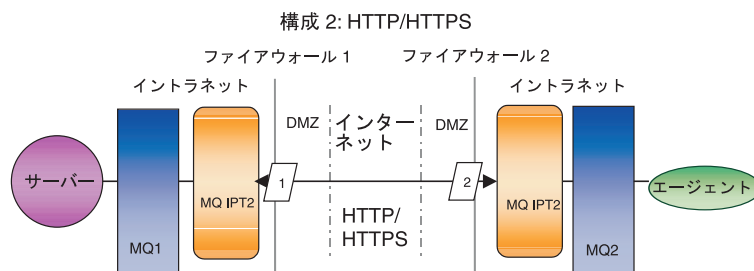 構成 2: HTTP/HTTPS
ファイアウォール 1
ファイアウォール 2
イントラネット
イントラネット
DMZ
インター
ネット
DMZ
サーバー
MQ1
MQ IPT2
1
HTTP/
HTTPS
2
MQ IPT2
MQ2
エージェント